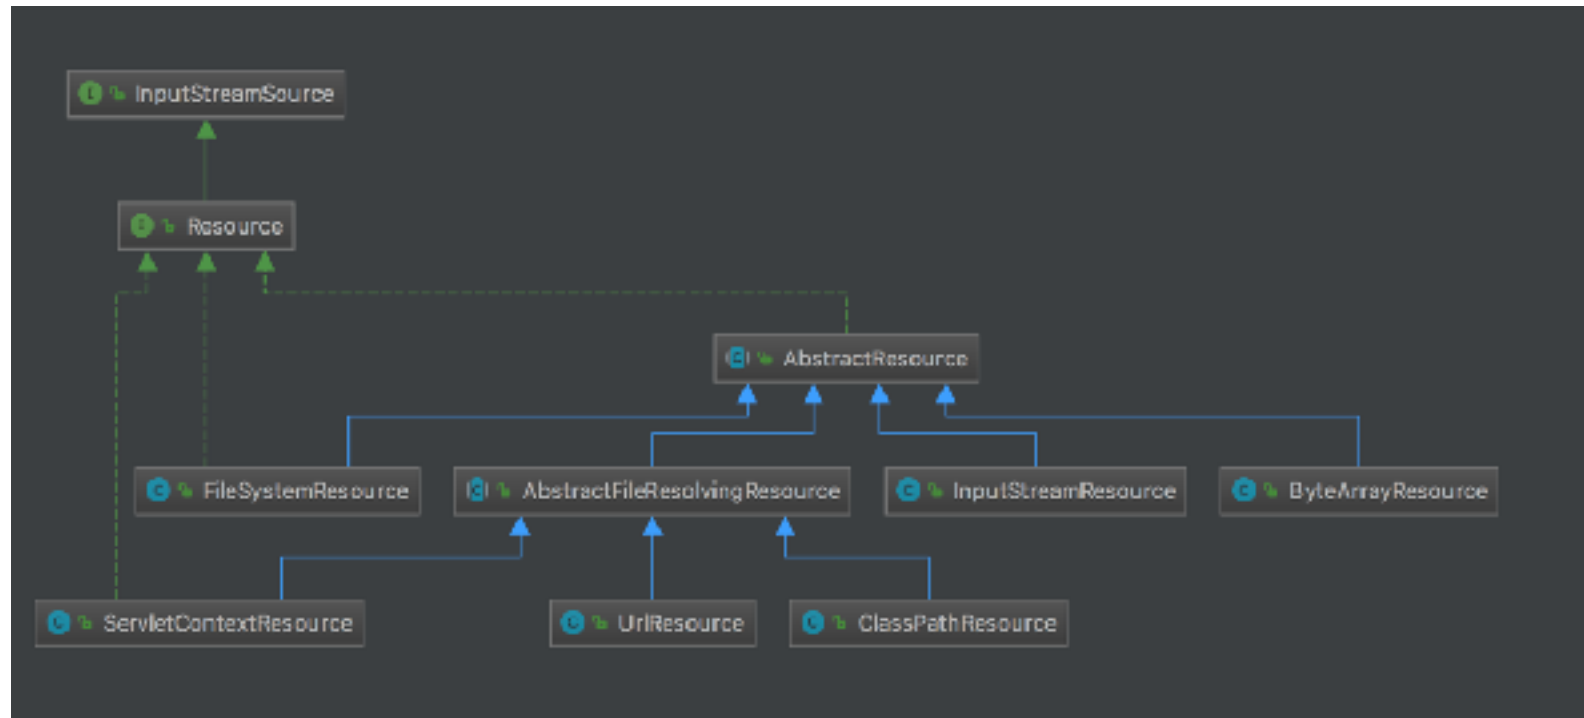 InputStreamSource
Resource
AbstractResource
FileSystemResource
AbstractFileResolvingResource
InputStreamResource
ByteArrayResource
ServletContextResource
UrlResource
ClassPathResource